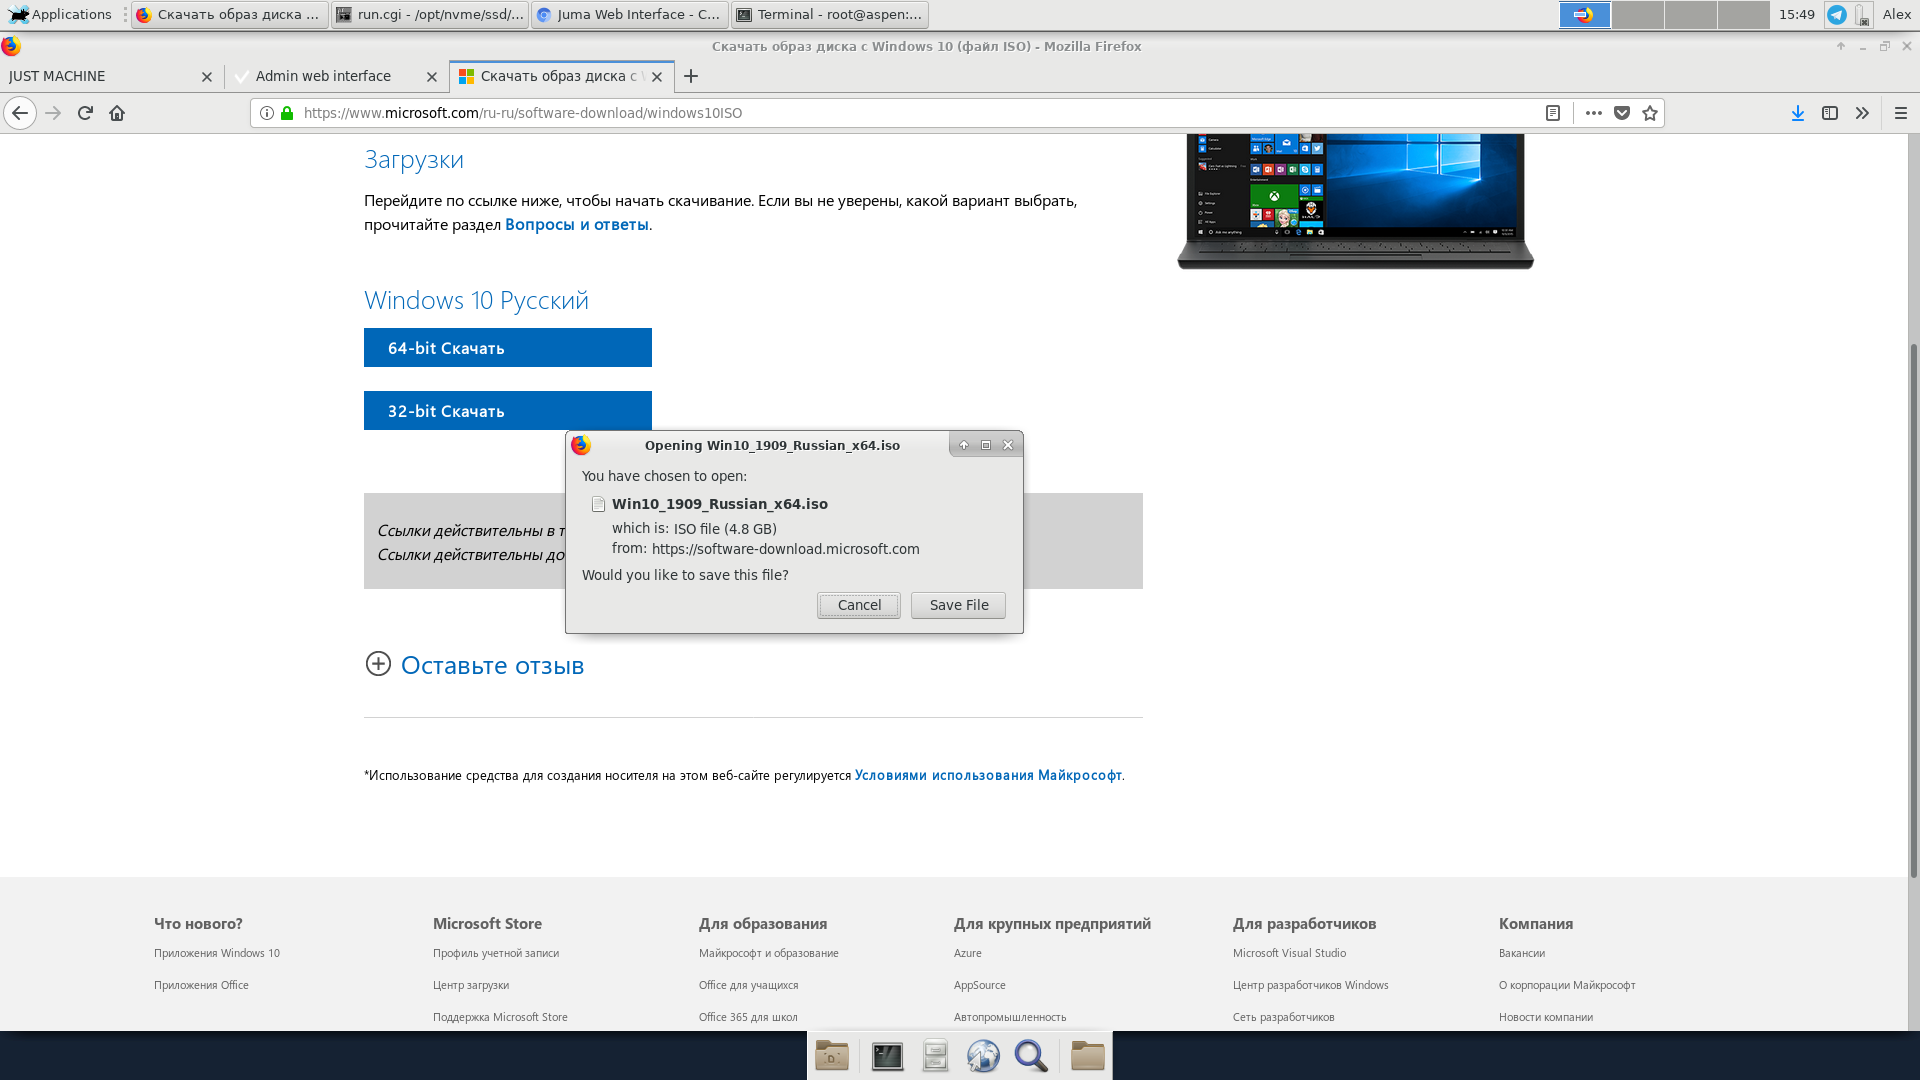 Applications
Скачать образ диска ...
run.cgi - /opt/nvme/ssd/...
Juma Web Interface - C...
Terminal - root@aspen:...
15:49
Alex
Скачать образ диска с Windows 10 (файл ISO) - Mozilla Firefox
JUST MACHINE
Admin web interface
Скачать образ диска с W
https://www.microsoft.com/ru-ru/software-download/windows10ISO
Загрузки
Перейдите по ссылке ниже, чтобы начать скачивание. Если вы не уверены, какой вариант выбрать,
прочитайте раздел Вопросы и ответы.
Windows 10 Русский
64-bit Скачать
32-bit Скачать
Opening Win10_1909_Russian_x64.iso
You have chosen to open:
Win10_1909_Russian_x64.iso
which is: ISO file (4.8 GB)
from: https://software-download.microsoft.com
Would you like to save this file?
Cancel
Save File
Ссылки действительны в т
Ссылки действительны до
Оставьте отзыв
*Использование средства для создания носителя на этом веб-сайте регулируется Условиями использования Майкрософт.
Что нового?
Приложения Windows 10
Приложения Office
Microsoft Store
Профиль учетной записи
Центр загрузки
Поддержка Microsoft Store
Для образования
Майкрософт и образование
Office для учащихся
Office 365 для школ
Для крупных предприятий
Azure
AppSource
Автопромышленность
Для разработчиков
Microsoft Visual Studio
Центр разработчиков Windows
Сеть разработчиков
Компания
Вакансии
О корпорации Майкрософт
Новости компании